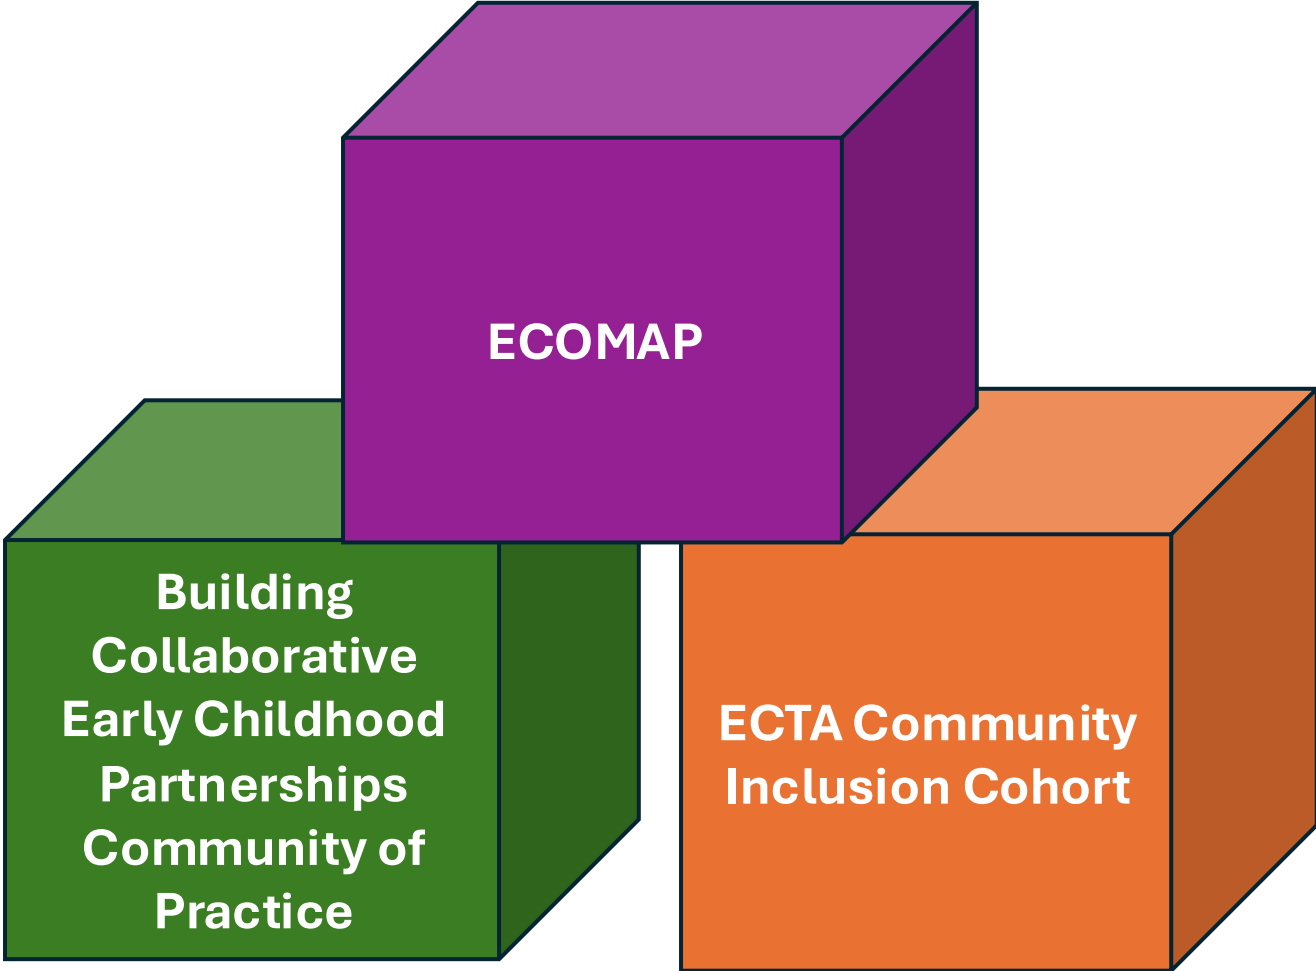 ECOMAP
Building
Collaborative
Early Childhood
Partnerships
Community of
Practice
ECTA Community
Inclusion Cohort